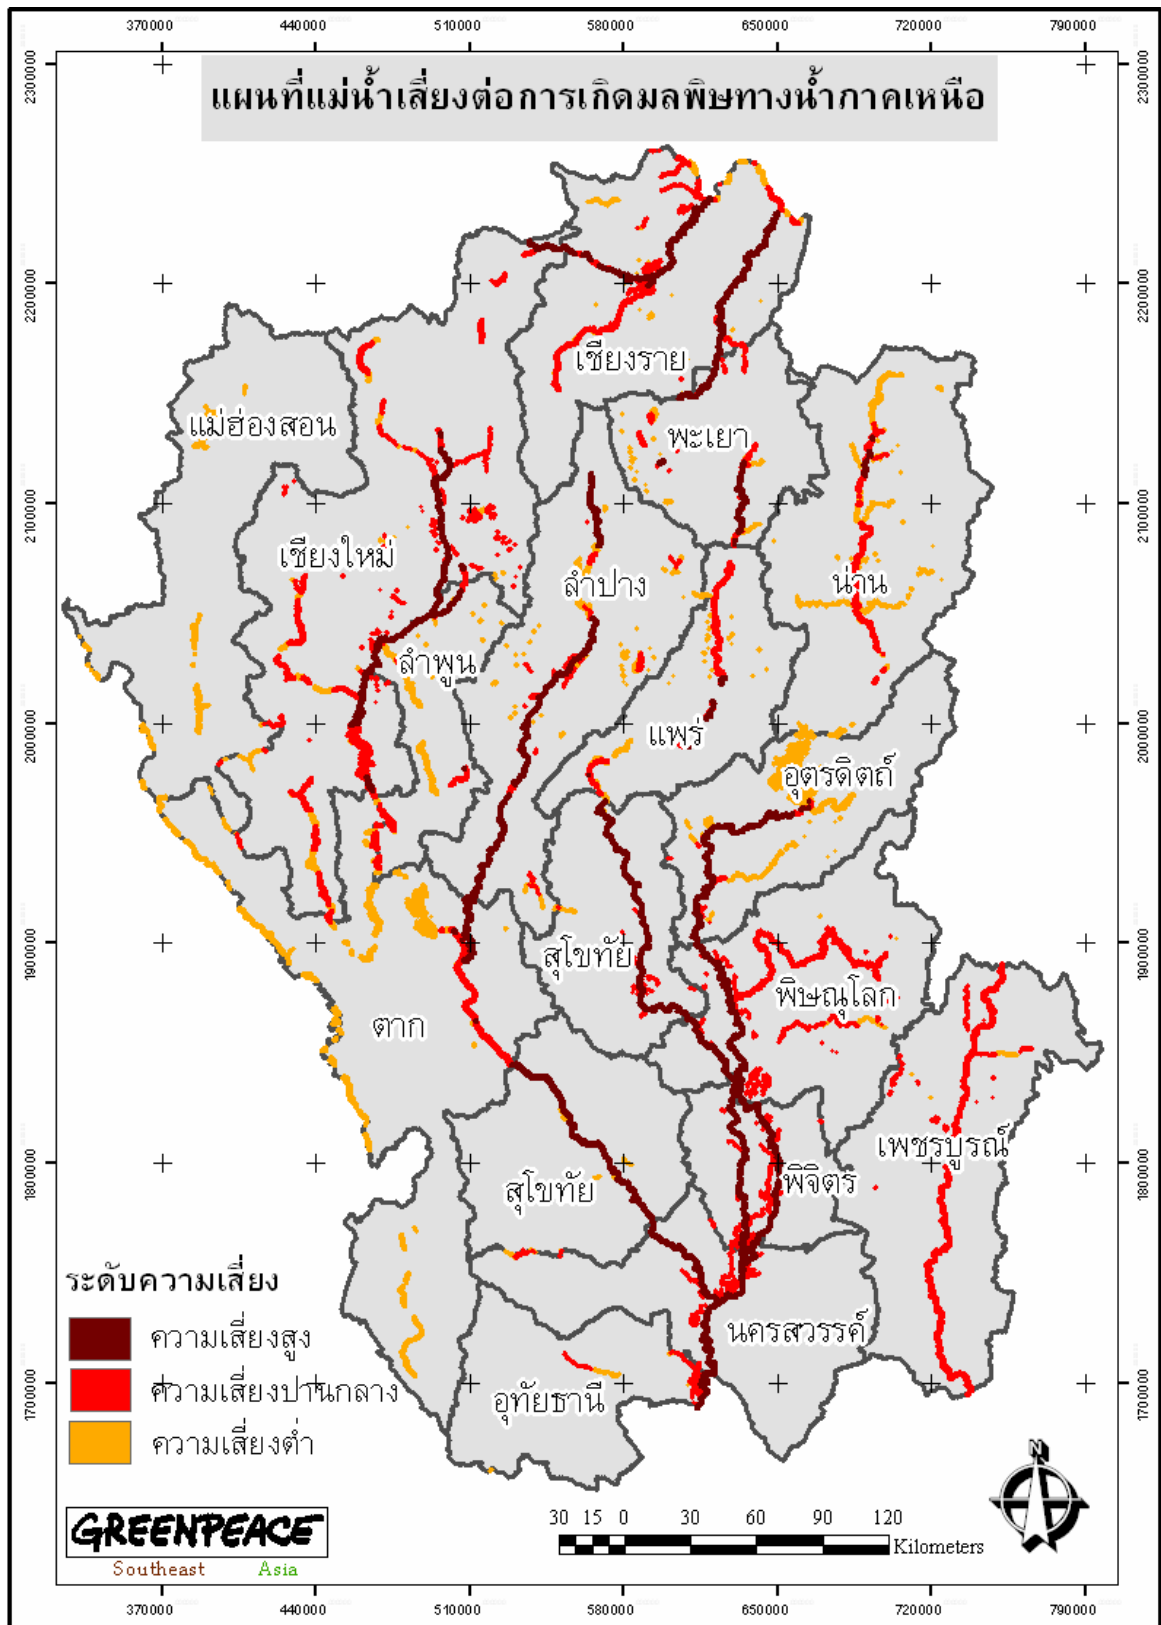 370000 440000 510000 580000 650000 720000 790000
แผนที่แม่น้ำเสี่ยงต่อการเกิดมลพิษทางน้ำภาคเหนือ
2300000 2300000
2200000 2200000
เชียงราย
แม่ฮ่องสอน
พะเยา
2100000 2100000
เชียงใหม่
ลำปาง
น่าน
ลำพูน
2000000 2000000
แพร่
อุตรดิตถ์
1900000 1900000
สุโขทัย
พิษณุโลก
ตาก
เพชรบูรณ์
1800000 1800000
สุโขทัย
พิจิตร
ระดับความเสี่ยง
ความเสี่ยงสูง
นครสวรรค์
ความเสี่ยงปานกลาง
1700000 1700000
อุทัยธานี
ความเสี่ยงต่ำ
N
GREENPEACE
Southeast Asia
30 15 0 30 60 90 120
Kilometers
370000 440000 510000 580000 650000 720000 790000